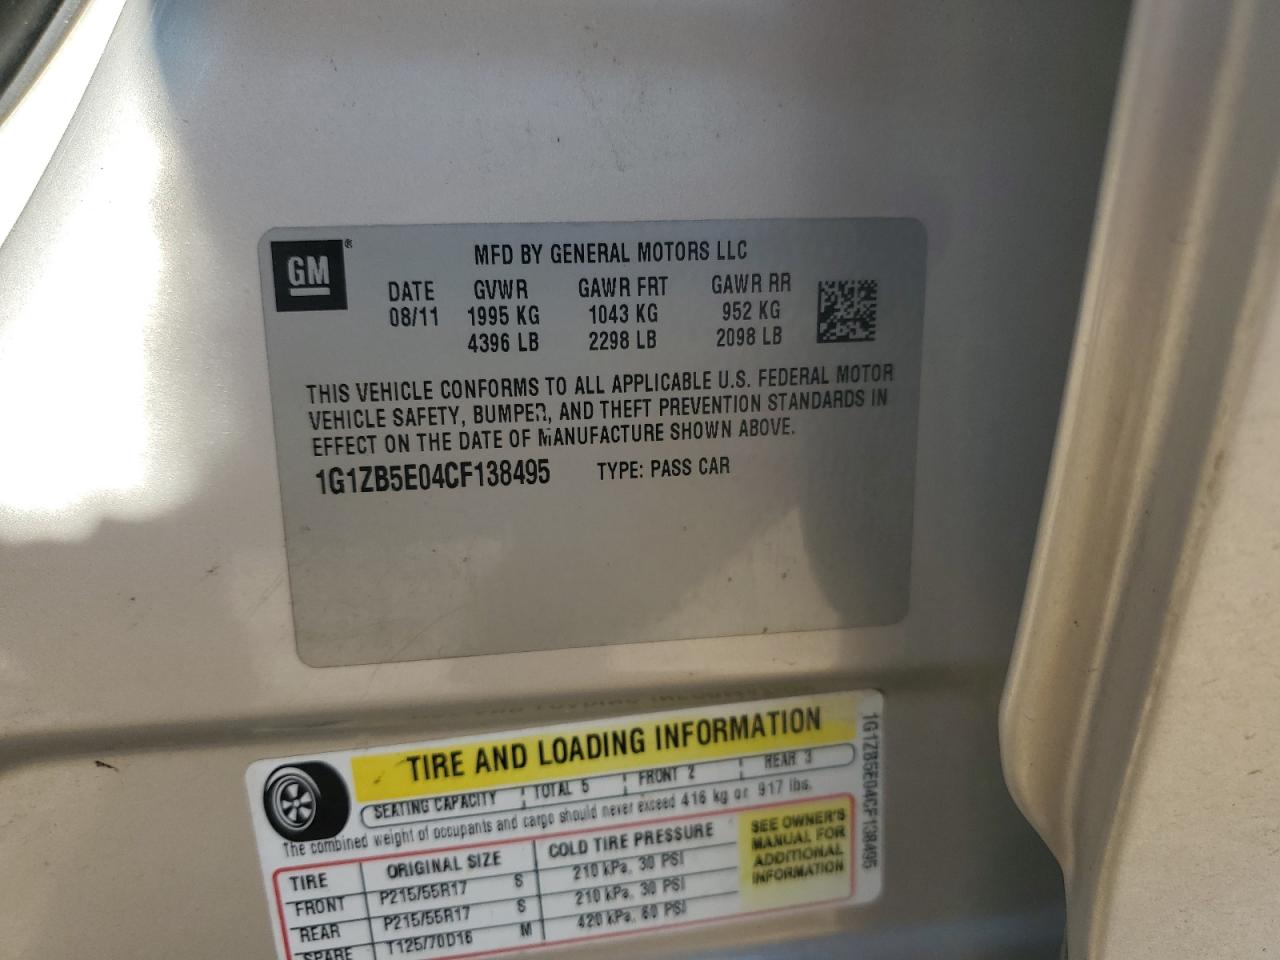 GM®
MFD BY GENERAL MOTORS LLC
DATE GVWR GAWR FRT GAWR RR
08/11 1995 KG 1043 KG 952 KG
4396 LB 2298 LB 2098 LB
THIS VEHICLE CONFORMS TO ALL APPLICABLE U.S. FEDERAL MOTOR
VEHICLE SAFETY, BUMPER, AND THEFT PREVENTION STANDARDS IN
EFFECT ON THE DATE OF MANUFACTURE SHOWN ABOVE.
1G1ZB5E04CF138495 TYPE: PASS CAR
TIRE AND LOADING INFORMATION
SEATING CAPACITY TOTAL 5 FRONT 2 REAR 3
The combined weight of occupants and cargo should never exceed 416 kg or 917 lbs.
TIRE ORIGINAL SIZE COLD TIRE PRESSURE
FRONT P215/55R17 S 210 kPa, 30 PSI
REAR P215/55R17 S 210 kPa, 30 PSI
SPARE T125/70D16 M 420 kPa, 60 PSI
SEE OWNER'S
MANUAL FOR
ADDITIONAL
INFORMATION
1G1ZB5E04CF138495